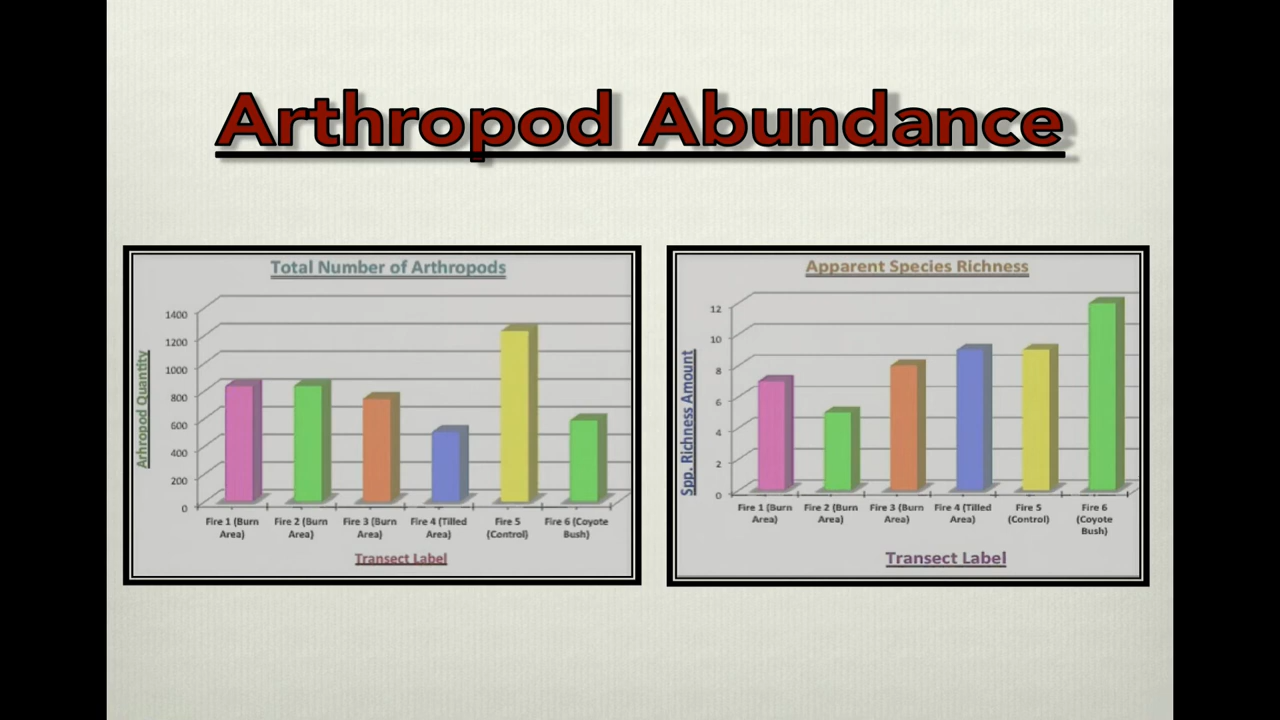 Arthropod Abundance
Total Number of Arthropods
Arhropod Quantity
1400
1200
1000
800
600
400
200
0
Fire 1 (Burn Area)
Fire 2 (Burn Area)
Fire 3 (Burn Area)
Fire 4 (Tilled Area)
Fire 5 (Control)
Fire 6 (Coyote Bush)
Transect Label
Apparent Species Richness
Spp. Richness Amount
12
10
8
6
4
2
0
Fire 1 (Burn Area)
Fire 2 (Burn Area)
Fire 3 (Burn Area)
Fire 4 (Tilled Area)
Fire 5 (Control)
Fire 6 (Coyote Bush)
Transect Label